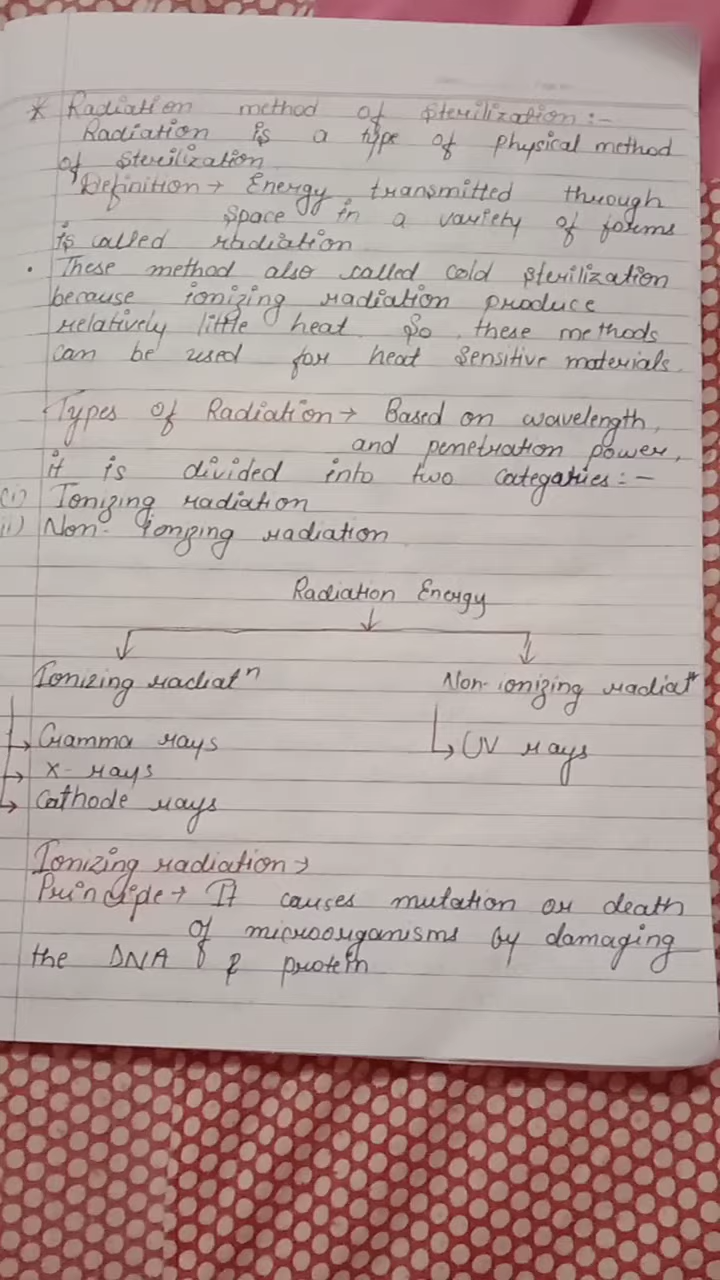 * Radiation method of sterilization:-
Radiation is a type of physical method
of sterilization
Definition → Energy transmitted through
space in a variety of forms
is called radiation
• These method also called cold sterilization
because ionizing radiation produce
relatively little heat. So these methods
can be used for heat sensitive materials.
Types of Radiation → Based on wavelength,
and penetration power,
it is divided into two categaries:-
(i) Ionizing radiation
ii) Non- ionizing radiation
Radiation Energy
Ionizing radiatⁿ Non-ionizing radiatⁿ
→ Gamma rays → UV rays
→ X-rays
→ Cathode rays
Ionizing radiation →
Principle → It causes mutation or death
of microorganisms by damaging
the DNA & protein